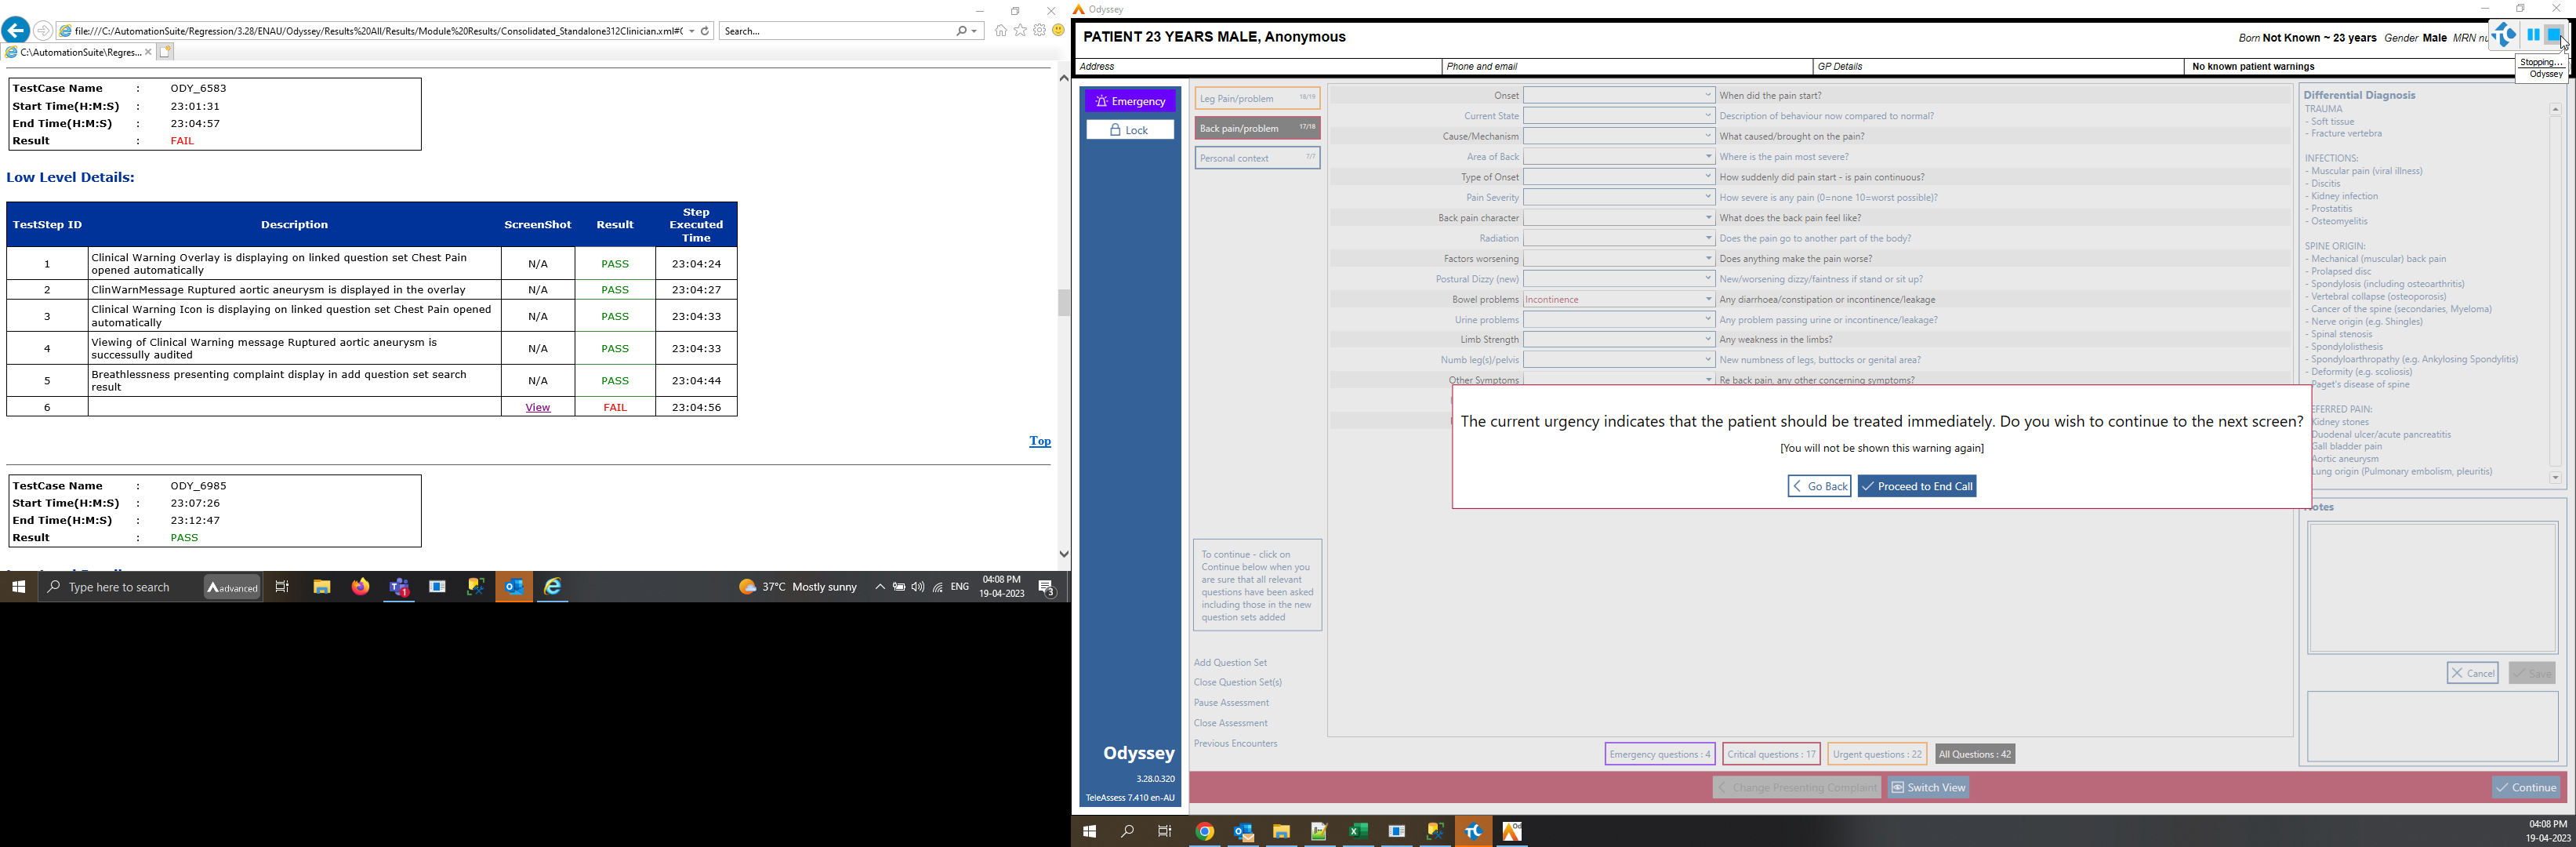 file:///C:/AutomationSuite/Regression/3.28/ENAU/Odyssey/Results%20All/Results/Module%20Results/Consolidated_Standalone312Clinician.xml#(
Search...
C:\AutomationSuite\Regres...
TestCase Name : ODY_6583
Start Time(H:M:S) : 23:01:31
End Time(H:M:S) : 23:04:57
Result : FAIL
Low Level Details:
TestStep ID Description ScreenShot Result Step Executed Time
1 Clinical Warning Overlay is displaying on linked question set Chest Pain opened automatically N/A PASS 23:04:24
2 ClinWarnMessage Ruptured aortic aneurysm is displayed in the overlay N/A PASS 23:04:27
3 Clinical Warning Icon is displaying on linked question set Chest Pain opened automatically N/A PASS 23:04:33
4 Viewing of Clinical Warning message Ruptured aortic aneurysm is successully audited N/A PASS 23:04:33
5 Breathlessness presenting complaint display in add question set search result N/A PASS 23:04:44
6 View FAIL 23:04:56
Top
TestCase Name : ODY_6985
Start Time(H:M:S) : 23:07:26
End Time(H:M:S) : 23:12:47
Result : PASS
Type here to search
advanced
37°C Mostly sunny
ENG
04:08 PM
19-04-2023
3
Odyssey
PATIENT 23 YEARS MALE, Anonymous
Born Not Known ~ 23 years Gender Male MRN nu
Stopping...
Odyssey
Address
Phone and email
GP Details
No known patient warnings
Emergency
Lock
Leg Pain/problem 18/19
Back pain/problem 17/18
Personal context 7/7
Onset When did the pain start?
Current State Description of behaviour now compared to normal?
Cause/Mechanism What caused/brought on the pain?
Area of Back Where is the pain most severe?
Type of Onset How suddenly did pain start - is pain continuous?
Pain Severity How severe is any pain (0=none 10=worst possible)?
Back pain character What does the back pain feel like?
Radiation Does the pain go to another part of the body?
Factors worsening Does anything make the pain worse?
Postural Dizzy (new) New/worsening dizzy/faintness if stand or sit up?
Bowel problems Incontinence Any diarrhoea/constipation or incontinence/leakage
Urine problems Any problem passing urine or incontinence/leakage?
Limb Strength Any weakness in the limbs?
Numb leg(s)/pelvis New numbness of legs, buttocks or genital area?
Other Symptoms Re back pain, any other concerning symptoms?
The current urgency indicates that the patient should be treated immediately. Do you wish to continue to the next screen?
[You will not be shown this warning again]
Go Back
Proceed to End Call
Differential Diagnosis
TRAUMA
- Soft tissue
- Fracture vertebra
INFECTIONS:
- Muscular pain (viral illness)
- Discitis
- Kidney infection
- Prostatitis
- Osteomyelitis
SPINE ORIGIN:
- Mechanical (muscular) back pain
- Prolapsed disc
- Spondylosis (including osteoarthritis)
- Vertebral collapse (osteoporosis)
- Cancer of the spine (secondaries, Myeloma)
- Nerve origin (e.g. Shingles)
- Spinal stenosis
- Spondylolisthesis
- Spondyloarthropathy (e.g. Ankylosing Spondylitis)
- Deformity (e.g. scoliosis)
Paget's disease of spine
EFERRED PAIN:
Kidney stones
Duodenal ulcer/acute pancreatitis
Gall bladder pain
Aortic aneurysm
Lung origin (Pulmonary embolism, pleuritis)
otes
Cancel
Save
To continue - click on
Continue below when you
are sure that all relevant
questions have been asked
including those in the new
question sets added
Add Question Set
Close Question Set(s)
Pause Assessment
Close Assessment
Previous Encounters
Odyssey
3.28.0.320
TeleAssess 7.410 en-AU
Emergency questions : 4
Critical questions : 17
Urgent questions : 22
All Questions : 42
Change Presenting Complaint
Switch View
Continue
04:08 PM
19-04-2023